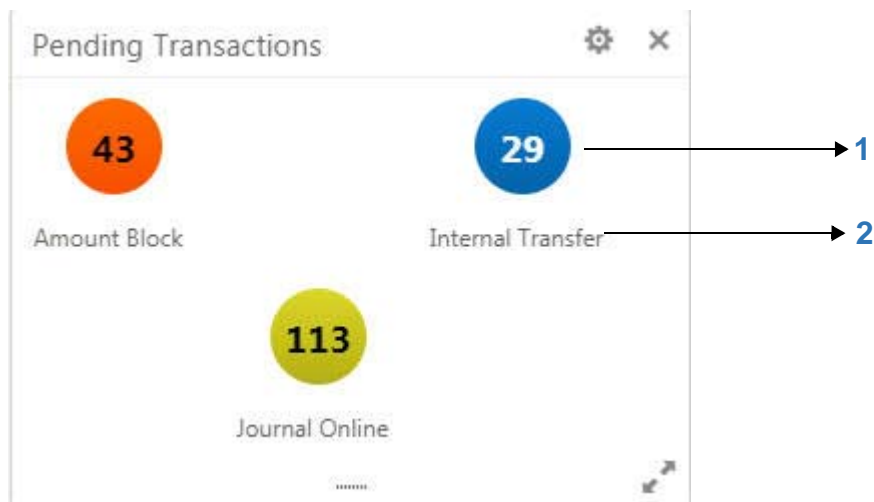 Pending Transactions
43
29
1
Amount Block
Internal Transfer
2
113
Journal Online